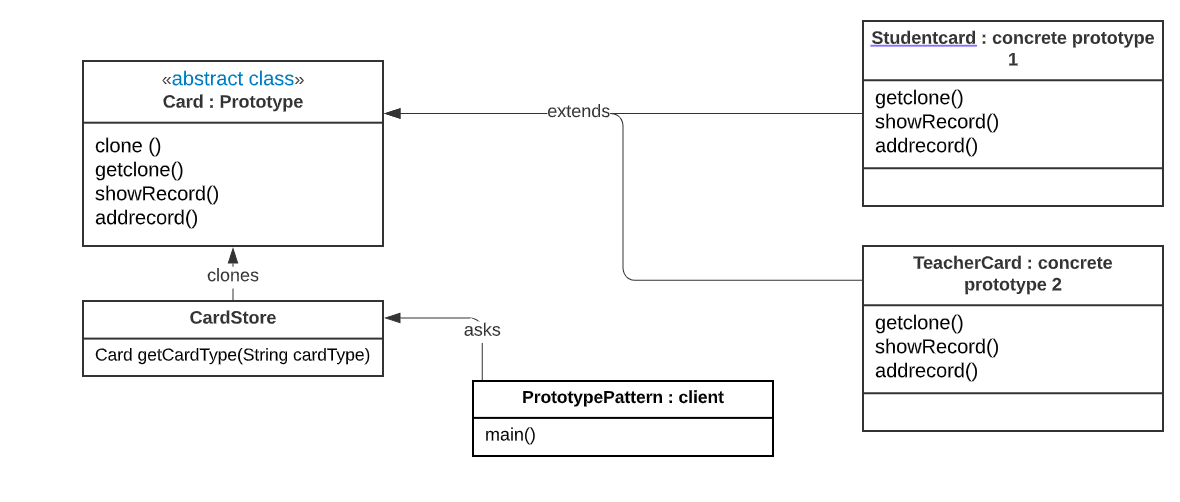 «abstract class»
Card : Prototype
clone ()
getclone()
showRecord()
addrecord()
clones
CardStore
Card getCardType(String cardType)
extends
asks
PrototypePattern : client
main()
Studentcard : concrete prototype
1
getclone()
showRecord()
addrecord()
TeacherCard : concrete
prototype 2
getclone()
showRecord()
addrecord()